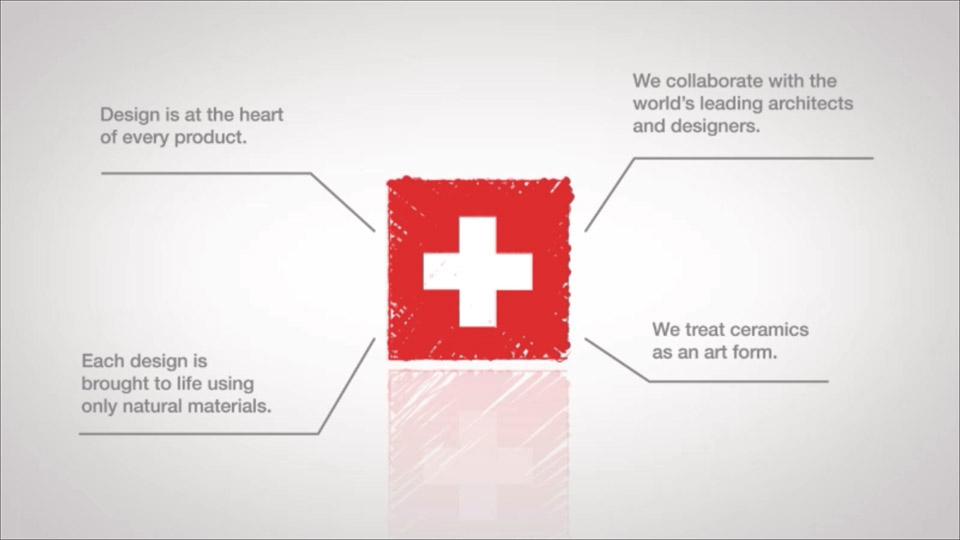 Design is at the heart
of every product.
We collaborate with the
world's leading architects
and designers.
Each design is
brought to life using
only natural materials.
We treat ceramics
as an art form.